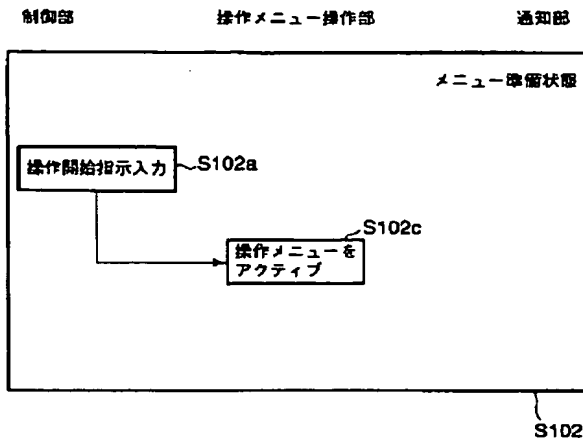 制御部 操作メニュー操作部 通知部
メニュー準備状態
操作開始指示入力 S102a
S102c
操作メニューを
アクティブ
S102